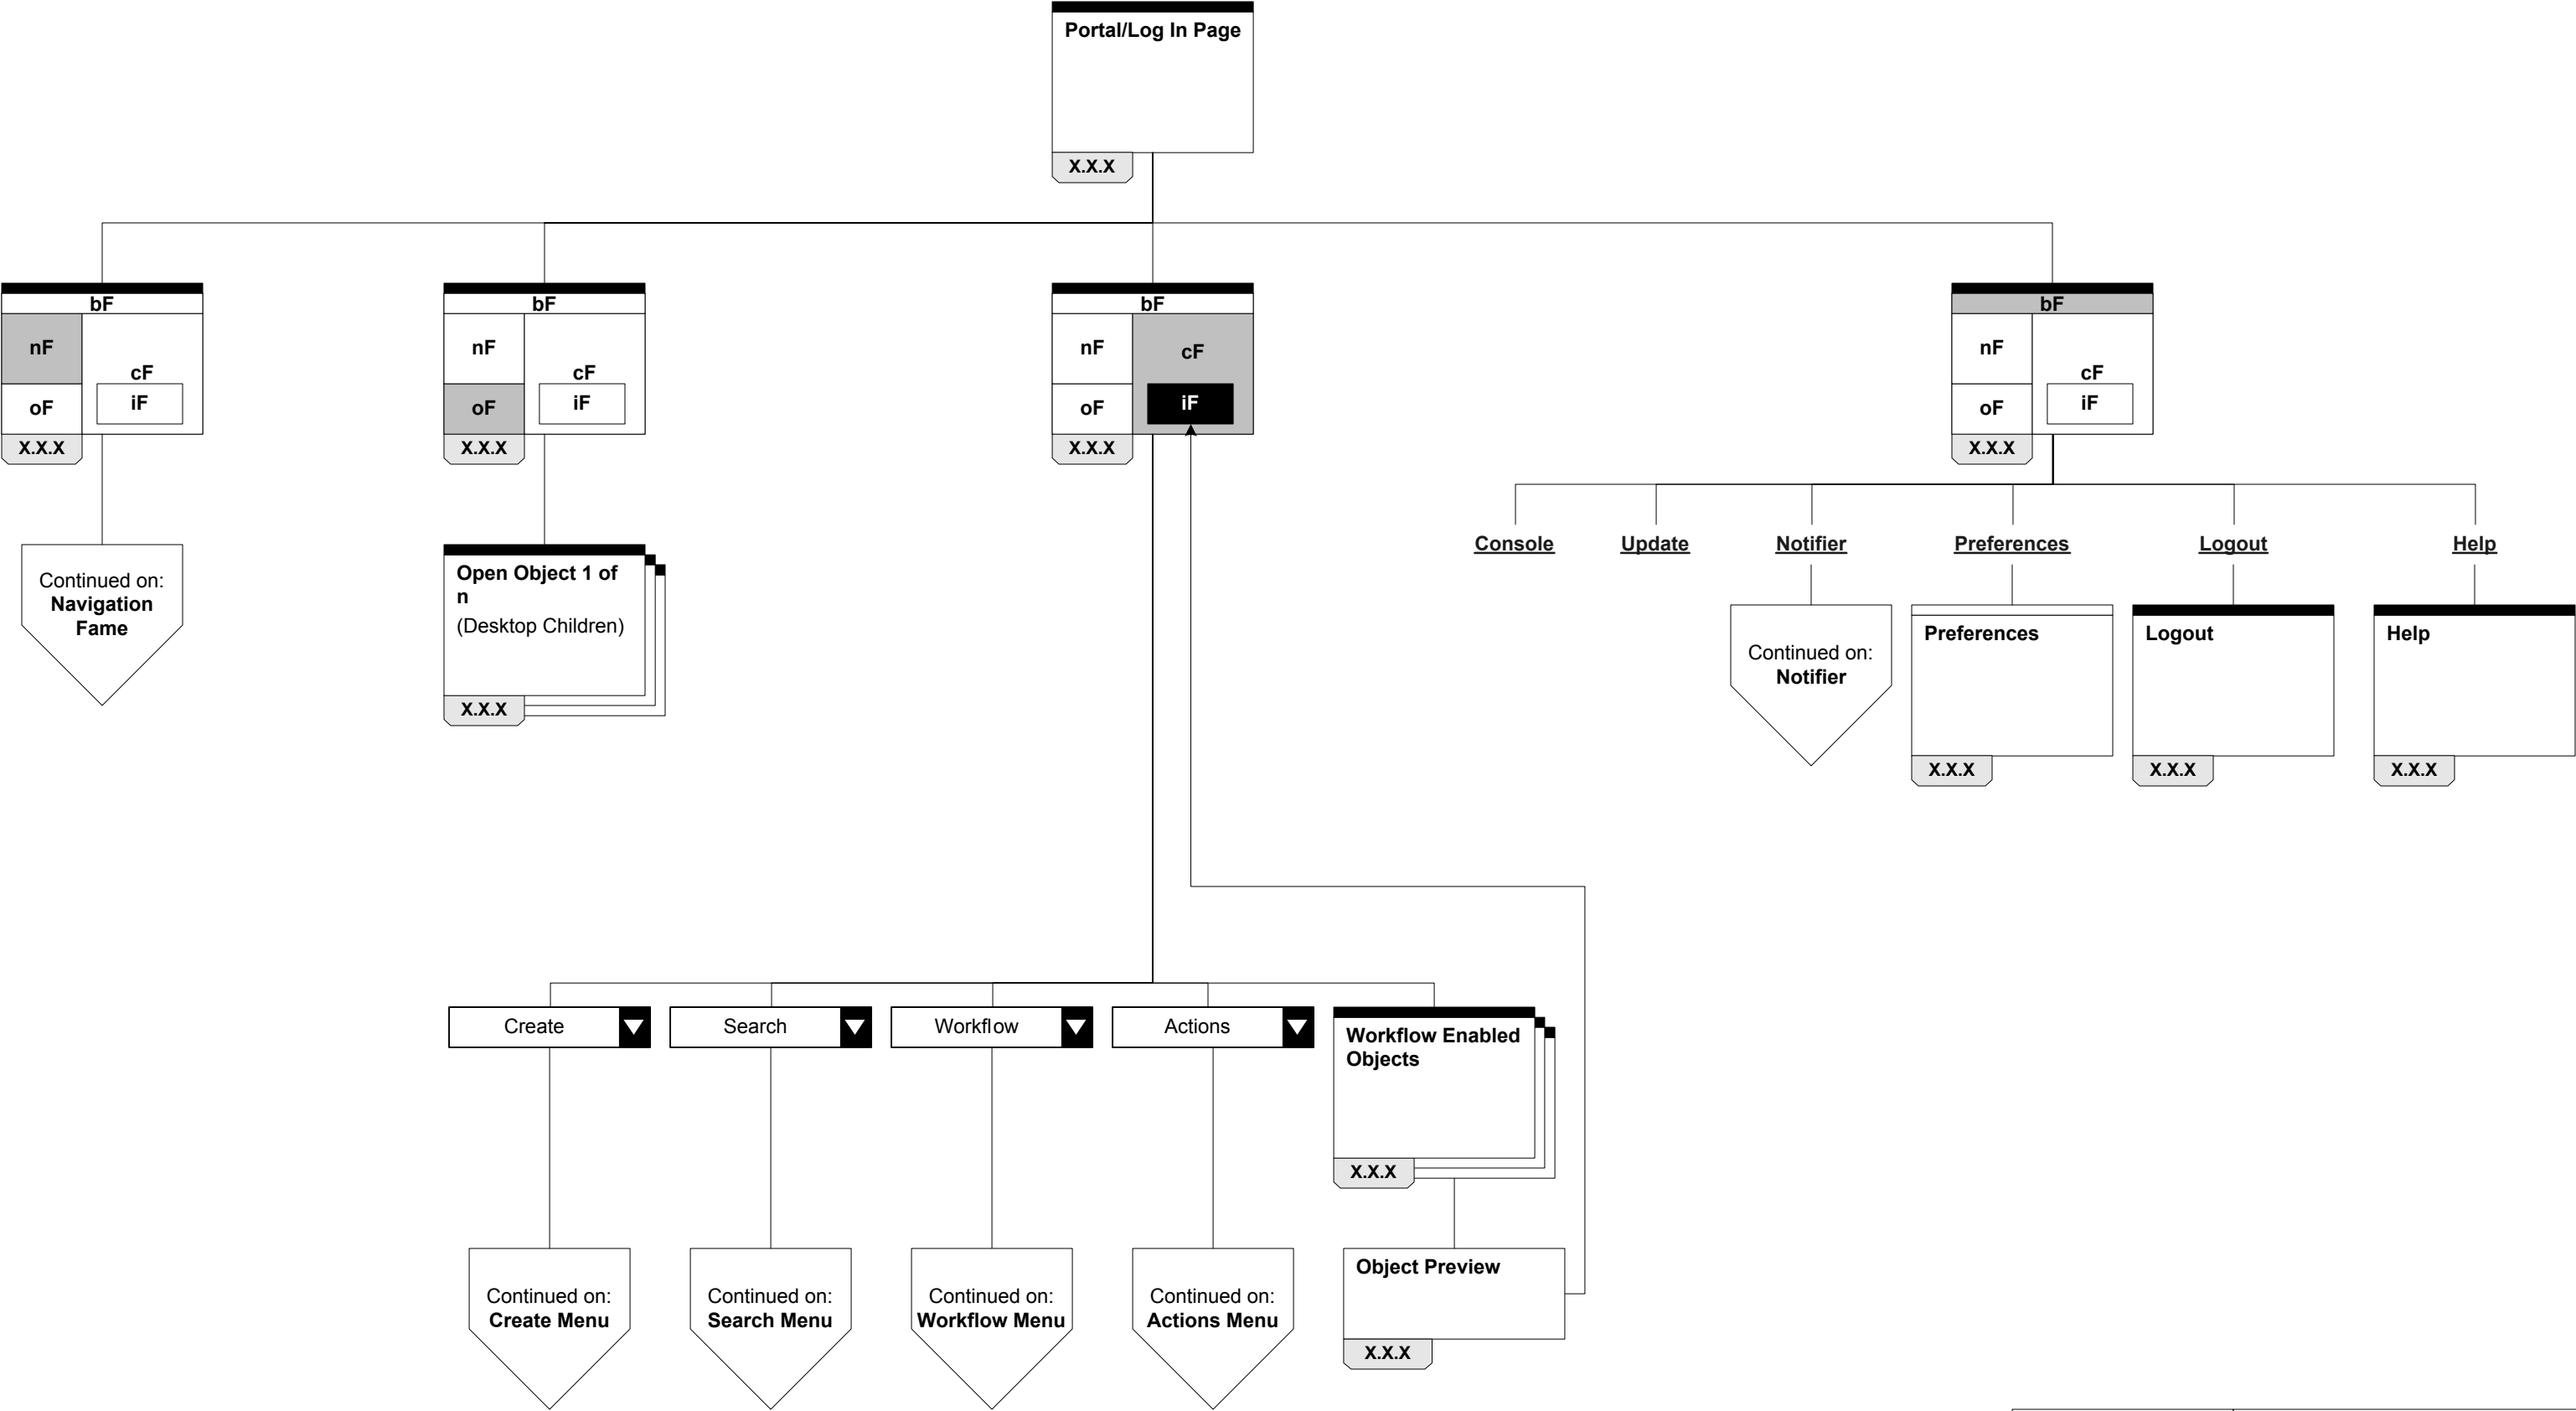 Portal/Log In Page
X.X.X
bF
nF
cF
oF
iF
X.X.X
bF
nF
cF
oF
iF
X.X.X
bF
nF
cF
oF
iF
X.X.X
bF
nF
cF
oF
iF
X.X.X
Console
Update
Notifier
Preferences
Logout
Help
Continued on:
Navigation
Fame
Open Object 1 of
n
(Desktop Children)
X.X.X
Continued on:
Notifier
Preferences
X.X.X
Logout
X.X.X
Help
X.X.X
Create
Search
Workflow
Actions
Workflow Enabled
Objects
X.X.X
Continued on:
Create Menu
Continued on:
Search Menu
Continued on:
Workflow Menu
Continued on:
Actions Menu
Object Preview
X.X.X